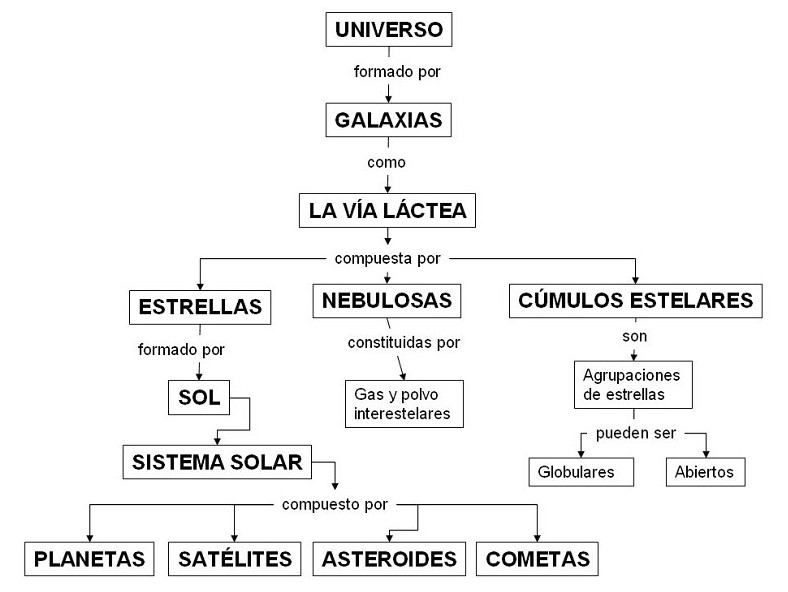 UNIVERSO
formado por
GALAXIAS
como
LA VÍA LÁCTEA
compuesta por
ESTRELLAS
NEBULOSAS
CÚMULOS ESTELARES
formado por
constituidas por
son
SOL
Gas y polvo
interestelares
Agrupaciones
de estrellas
pueden ser
Globulares
Abiertos
SISTEMA SOLAR
compuesto por
PLANETAS
SATÉLITES
ASTEROIDES
COMETAS